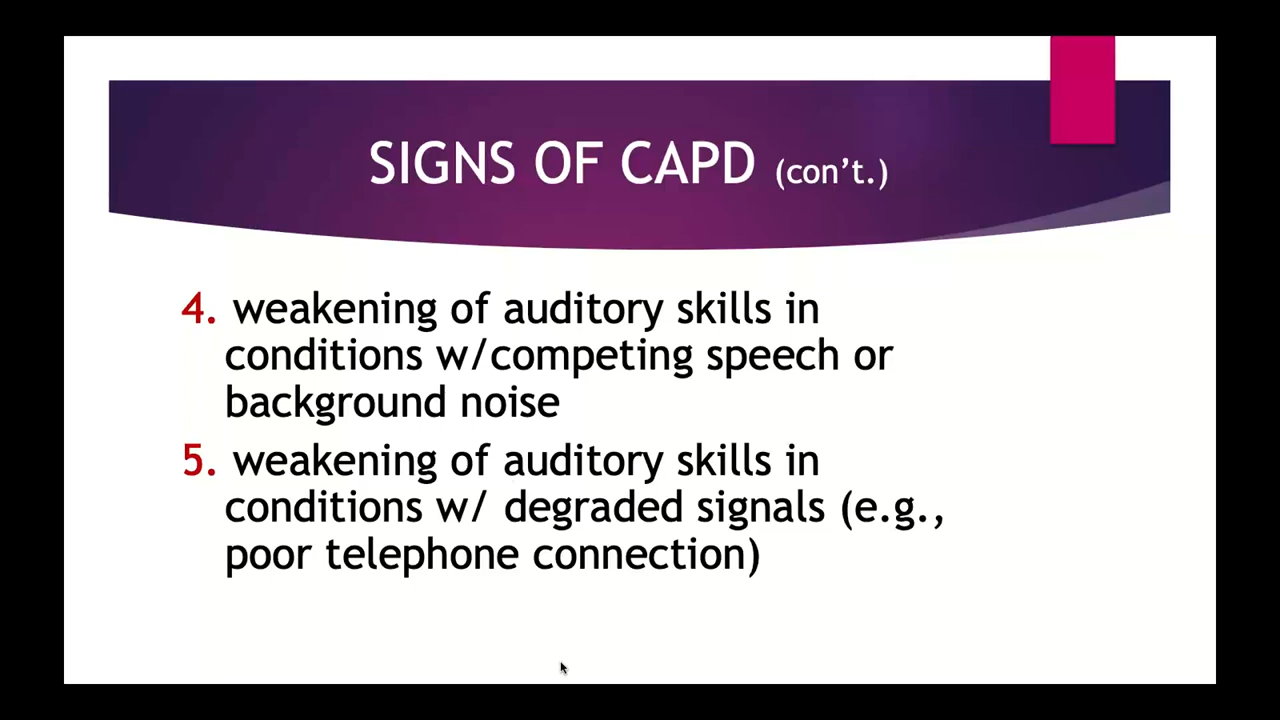 SIGNS OF CAPD (con’t.)
4. weakening of auditory skills in
conditions w/competing speech or
background noise
5. weakening of auditory skills in
conditions w/ degraded signals (e.g.,
poor telephone connection)